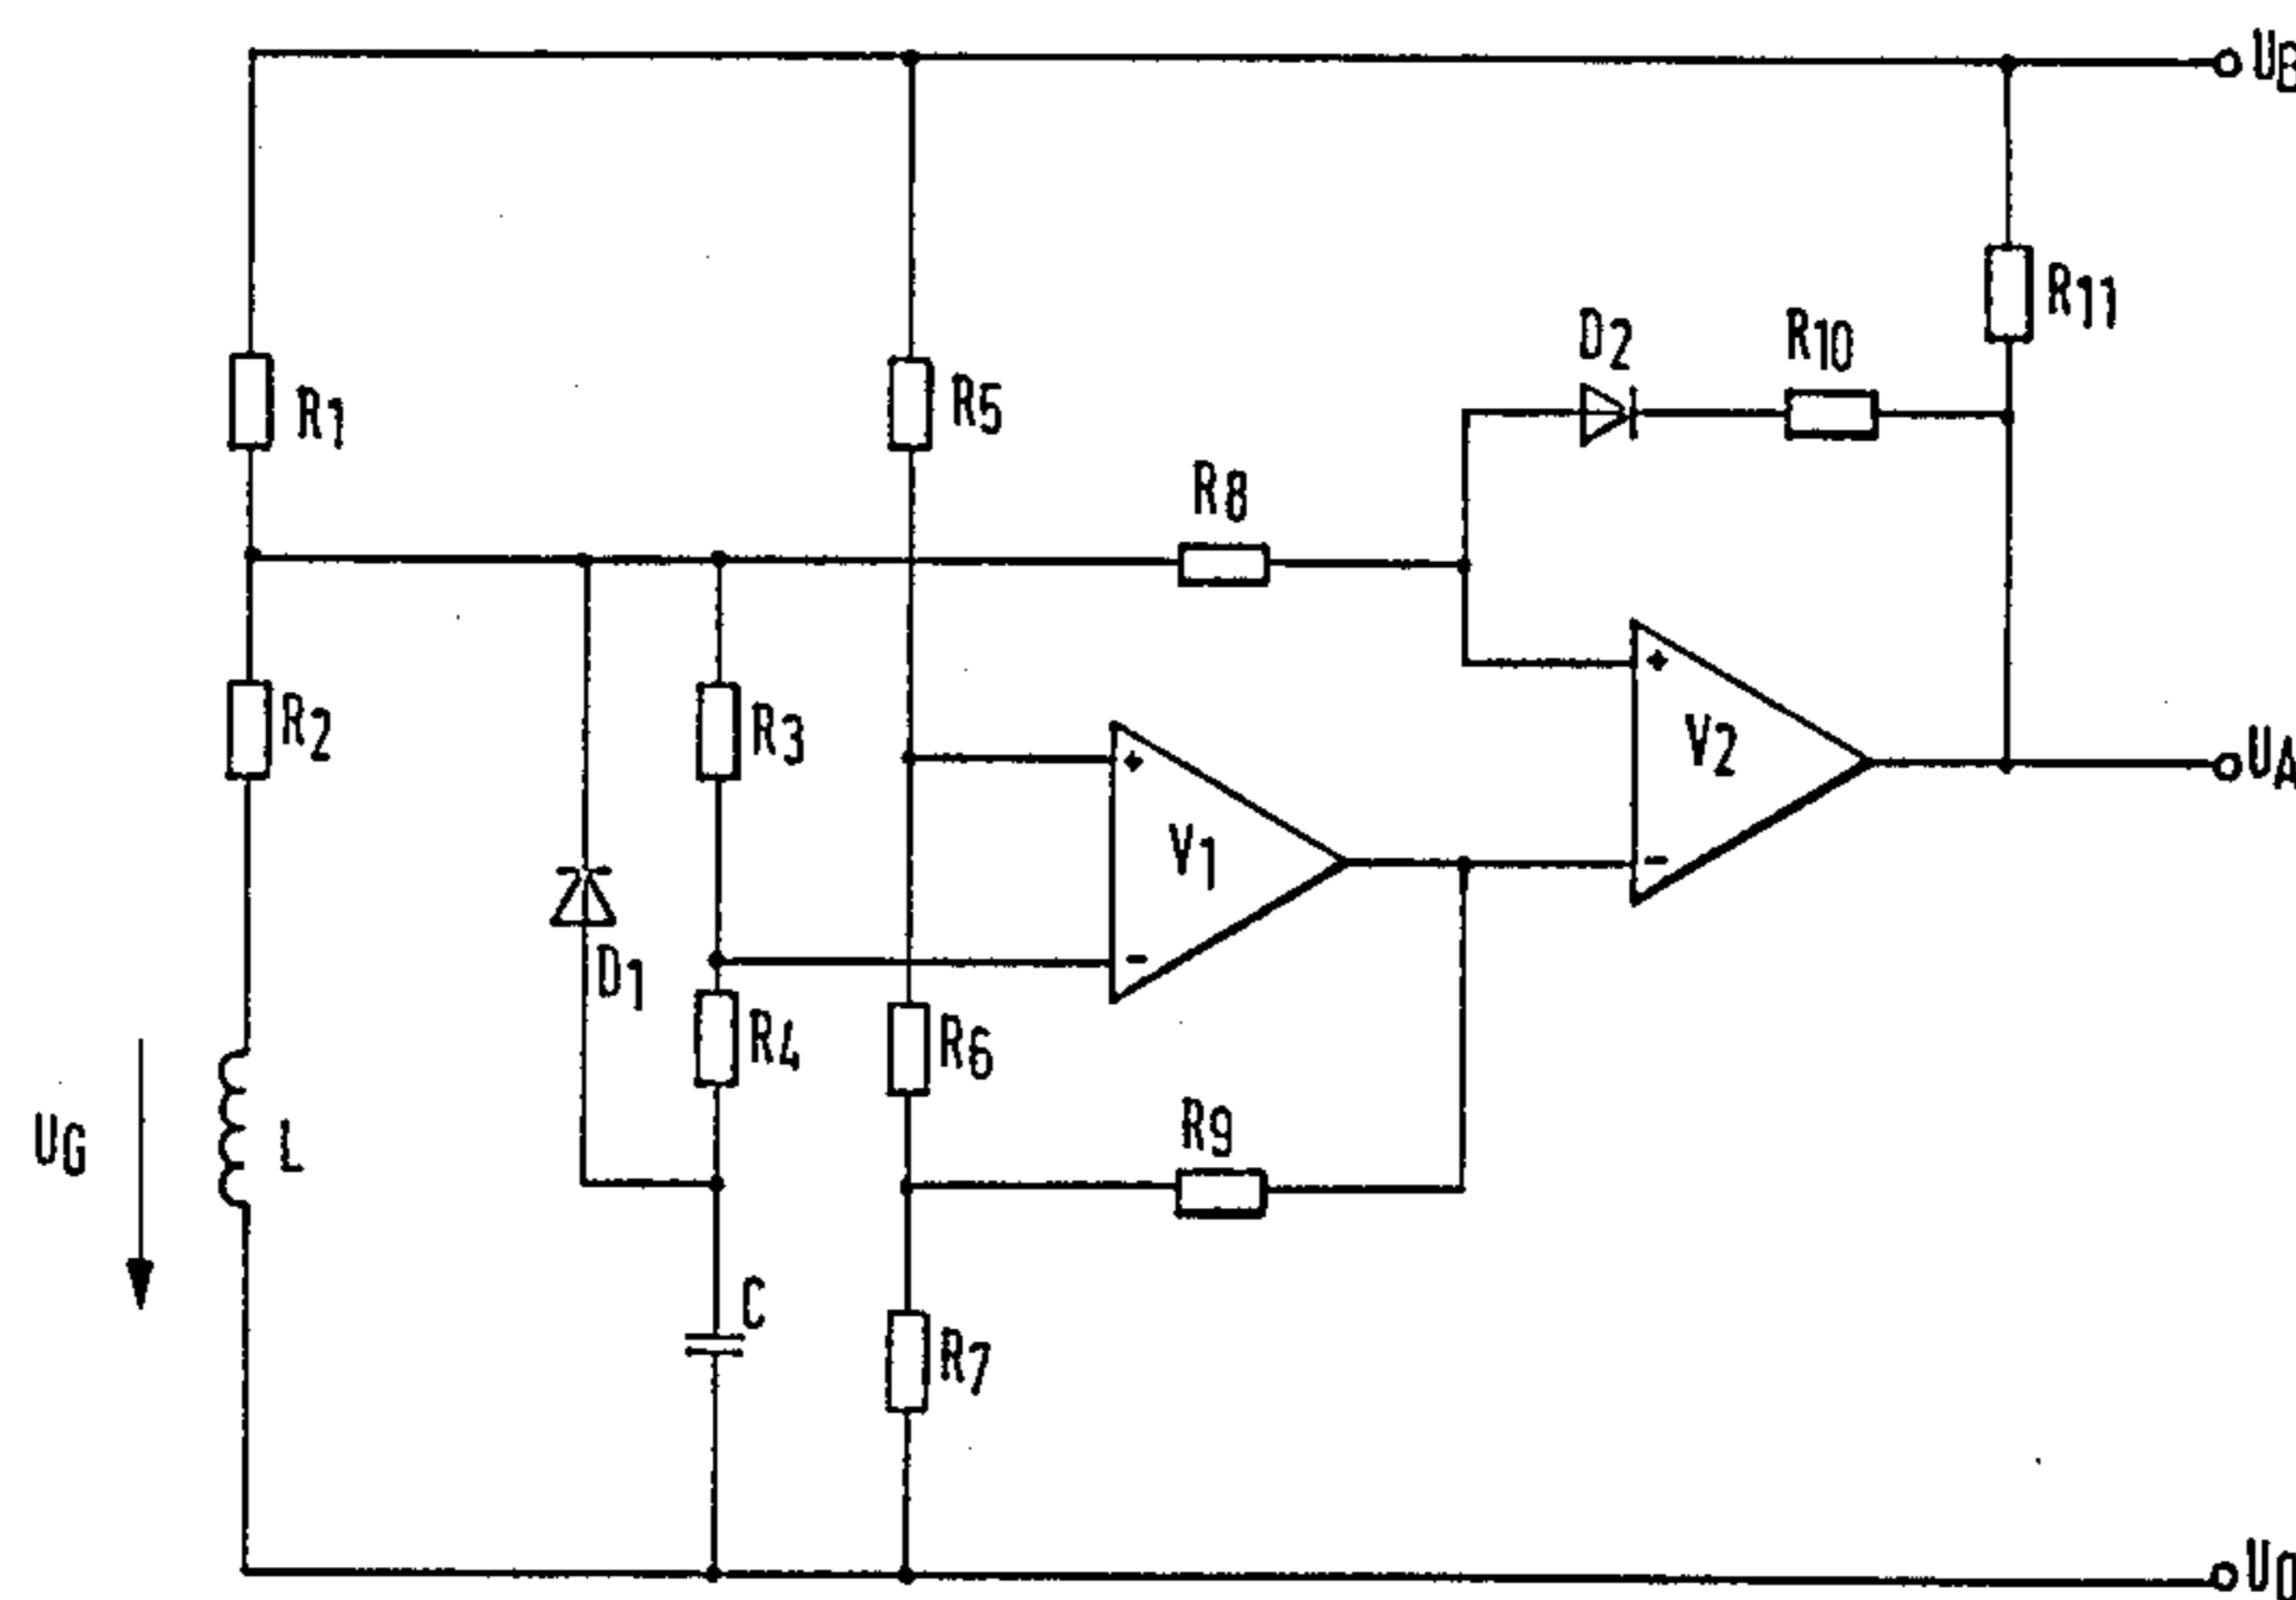 UB
R11
D2
R10
R1
R5
R8
R2
R3
+
V2
UA
+
V1
-
-
D1
R4
R6
R9
UG
L
C
R7
U0